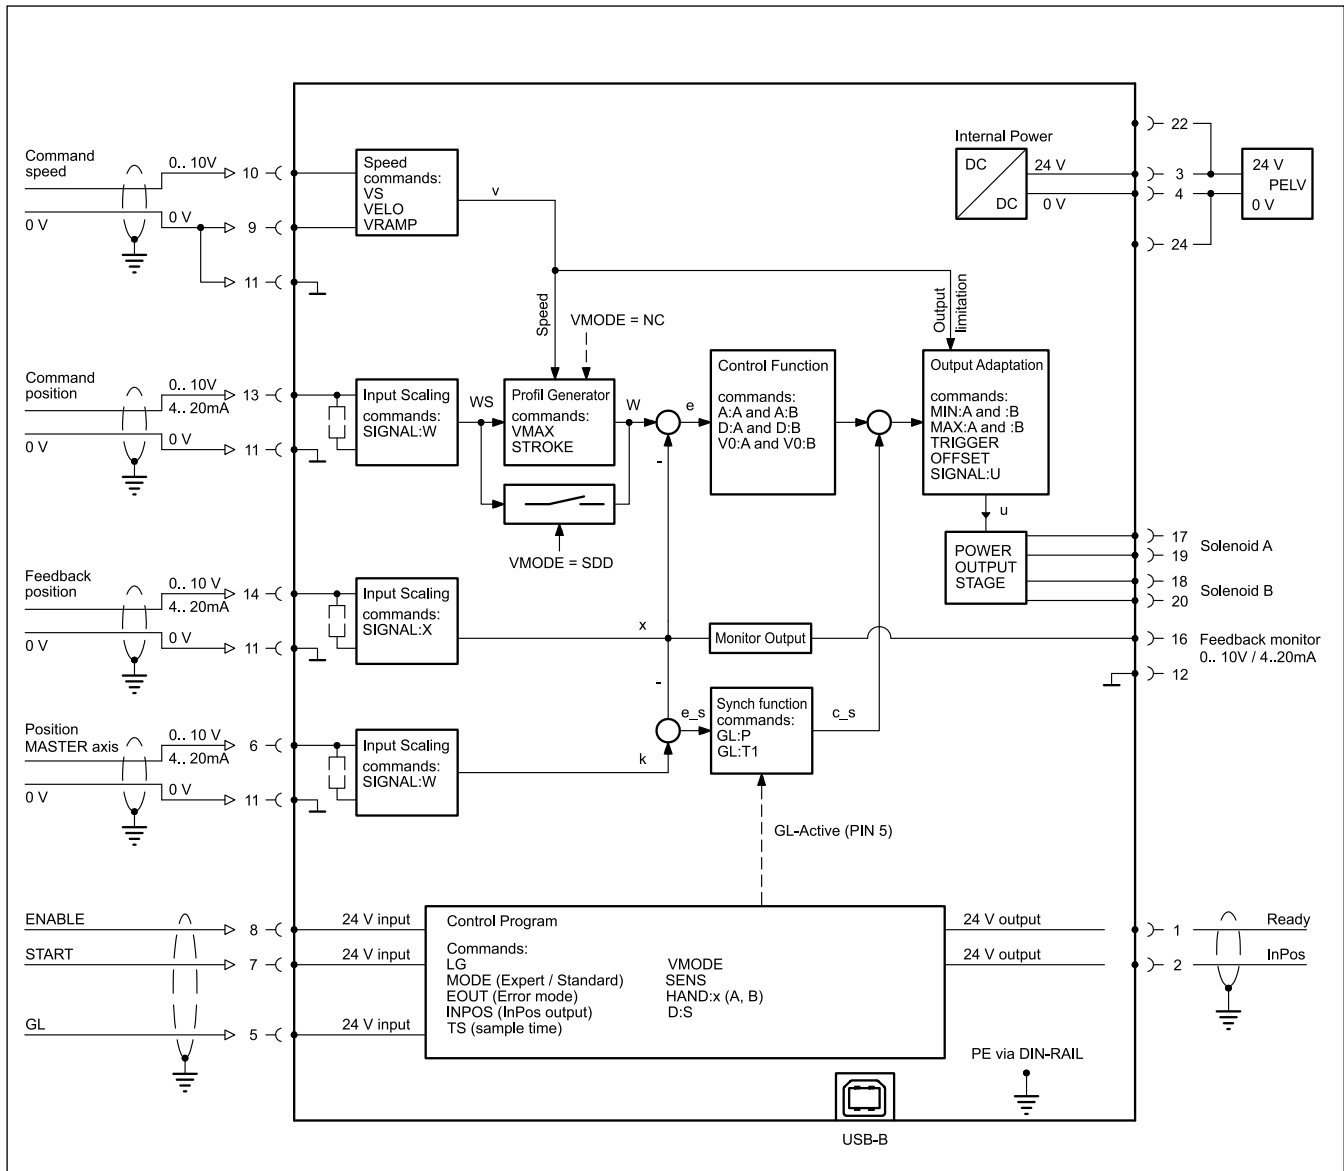 Internal Power
DC
DC
24 V
0 V
22
3
4
24
24 V
PELV
0 V
Command
speed
0.. 10V
10
0 V
0 V
9
11
Speed
commands:
VS
VELO
VRAMP
v
Speed
Output
limitation
VMODE = NC
Command
position
0.. 10V
4.. 20mA
13
0 V
0 V
11
Input Scaling
commands:
SIGNAL:W
WS
Profil Generator
commands:
VMAX
STROKE
W
e
-
Control Function
commands:
A:A and A:B
D:A and D:B
V0:A and V0:B
Output Adaptation
commands:
MIN:A and :B
MAX:A and :B
TRIGGER
OFFSET
SIGNAL:U
u
VMODE = SDD
POWER
OUTPUT
STAGE
17
19
Solenoid A
18
20
Solenoid B
Feedback
position
0.. 10 V
4.. 20mA
14
0 V
0 V
11
Input Scaling
commands:
SIGNAL:X
x
Monitor Output
16
Feedback monitor
0.. 10V / 4..20mA
12
-
Position
MASTER axis
0.. 10 V
4.. 20mA
6
0 V
0 V
11
Input Scaling
commands:
SIGNAL:W
k
e_s
Synch function
commands:
GL:P
GL:T1
c_s
GL-Active (PIN 5)
ENABLE
8
24 V input
START
7
24 V input
GL
5
24 V input
Control Program
Commands:
LG
MODE (Expert / Standard)
EOUT (Error mode)
INPOS (InPos output)
TS (sample time)
VMODE
SENS
HAND:x (A, B)
D:S
24 V output
1
Ready
24 V output
2
InPos
PE via DIN-RAIL
USB-B